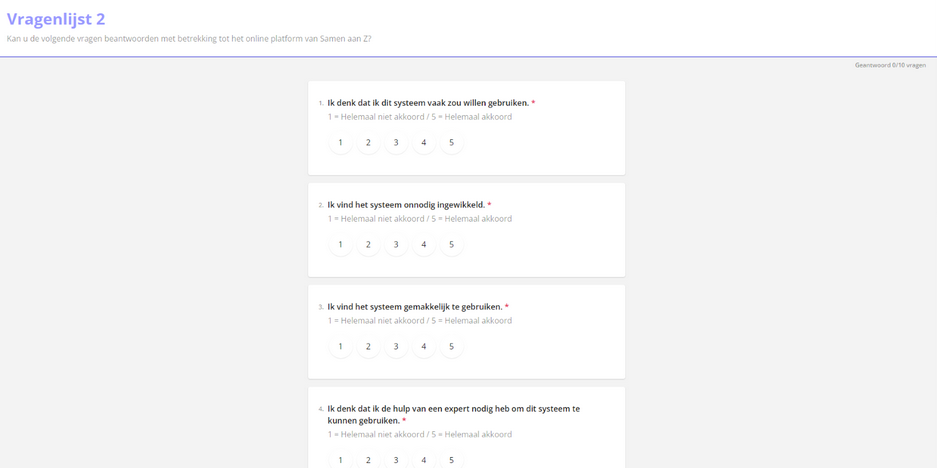 Vragenlijst 2
Kan u de volgende vragen beantwoorden met betrekking tot het online platform van Samen aan Z?
Geantwoord 0/10 vragen
1. Ik denk dat ik dit systeem vaak zou willen gebruiken. *
1 = Helemaal niet akkoord / 5 = Helemaal akkoord
1 2 3 4 5
2. Ik vind het systeem onnodig ingewikkeld. *
1 = Helemaal niet akkoord / 5 = Helemaal akkoord
1 2 3 4 5
3. Ik vind het systeem gemakkelijk te gebruiken. *
1 = Helemaal niet akkoord / 5 = Helemaal akkoord
1 2 3 4 5
4. Ik denk dat ik de hulp van een expert nodig heb om dit systeem te
kunnen gebruiken. *
1 = Helemaal niet akkoord / 5 = Helemaal akkoord
1 2 3 4 5